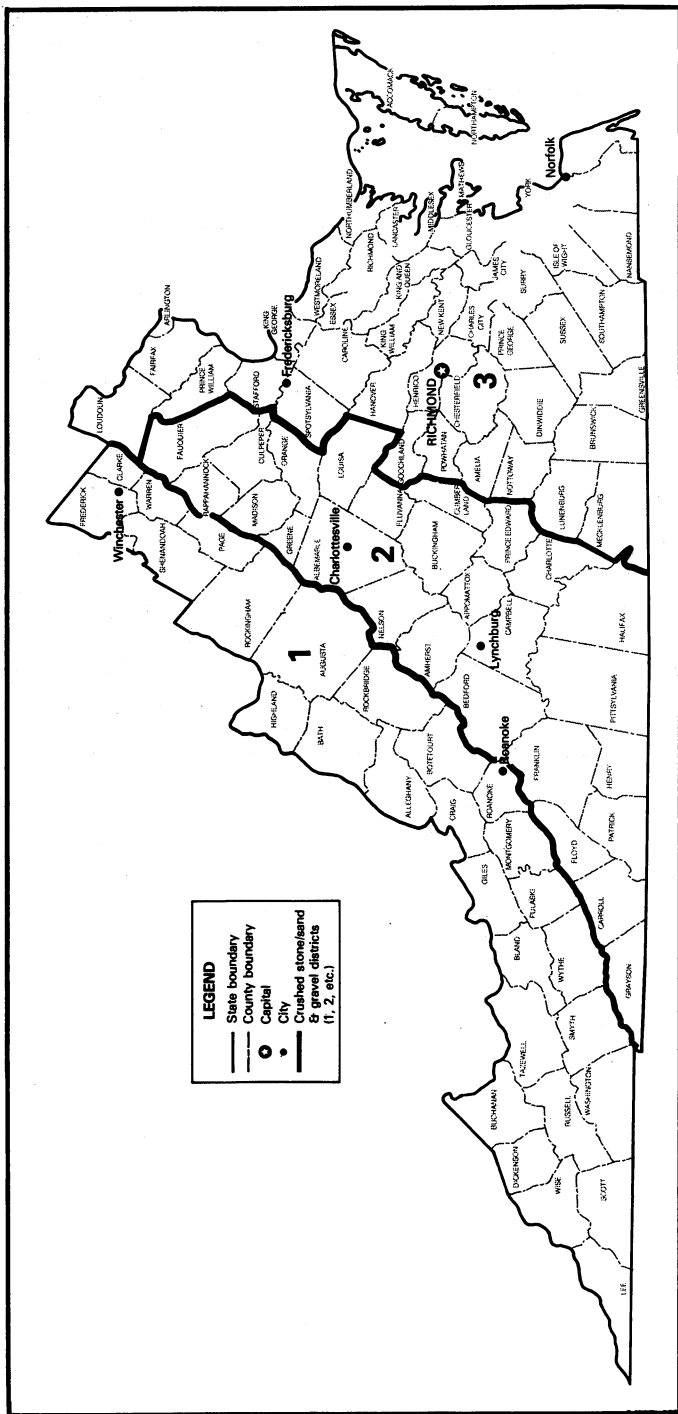 LEGEND
State boundary
County boundary
Capital
City
Crushed stone/sand
& gravel districts
(1, 2, etc.)
FREDERICK
CLARKE
Winchester
LOUDOUN
WARREN
SHENANDOAH
FAIRFAX
ARLINGTON
PRINCE
WILLIAM
FAUQUIER
RAPPAHANNOCK
PAGE
ROCKINGHAM
STAFFORD
KING
GEORGE
CULPEPER
MADISON
GREENE
ORANGE
Fredericksburg
SPOTSYLVANIA
HIGHLAND
AUGUSTA
1
BATH
ROCKBRIDGE
ALBEMARLE
Charlottesville
LOUISA
2
FLUVANNA
NELSON
WESTMORELAND
NORTHUMBERLAND
RICHMOND
ESSEX
CAROLINE
LANCASTER
KING AND
QUEEN
KING
WILLIAM
MIDDLESEX
MATHEWS
GLOUCESTER
ACCOMACK
NORTHAMPTON
HANOVER
NEW KENT
HENRICO
GOOCHLAND
RICHMOND
POWHATAN
CHESTERFIELD
CHARLES
CITY
JAMES
CITY
YORK
3
ALLEGHANY
BOTETOURT
AMHERST
BUCKINGHAM
CUMBER
LAND
AMELIA
PRINCE
GEORGE
SURRY
APPOMATTOX
PRINCE EDWARD
NOTTOWAY
DINWIDDIE
SUSSEX
ISLE OF
WIGHT
Norfolk
CRAIG
ROANOKE
Roanoke
BEDFORD
Lynchburg
CAMPBELL
CHARLOTTE
LUNENBURG
BRUNSWICK
SOUTHAMPTON
NANSEMOND
GILES
MONTGOMERY
FRANKLIN
PITTSYLVANIA
HALIFAX
MECKLENBURG
GREENSVILLE
BLAND
PULASKI
FLOYD
HENRY
PATRICK
TAZEWELL
WYTHE
CARROLL
BUCHANAN
SMYTH
GRAYSON
DICKENSON
RUSSELL
WASHINGTON
WISE
SCOTT
LEE